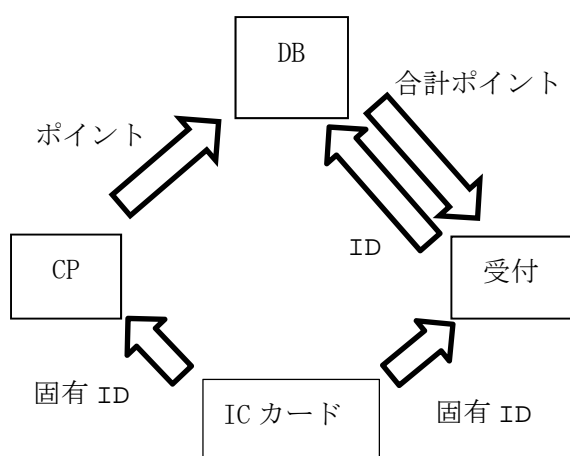 DB
合計ポイント
ポイント
ID
CP
受付
固有 ID
IC カード
固有 ID